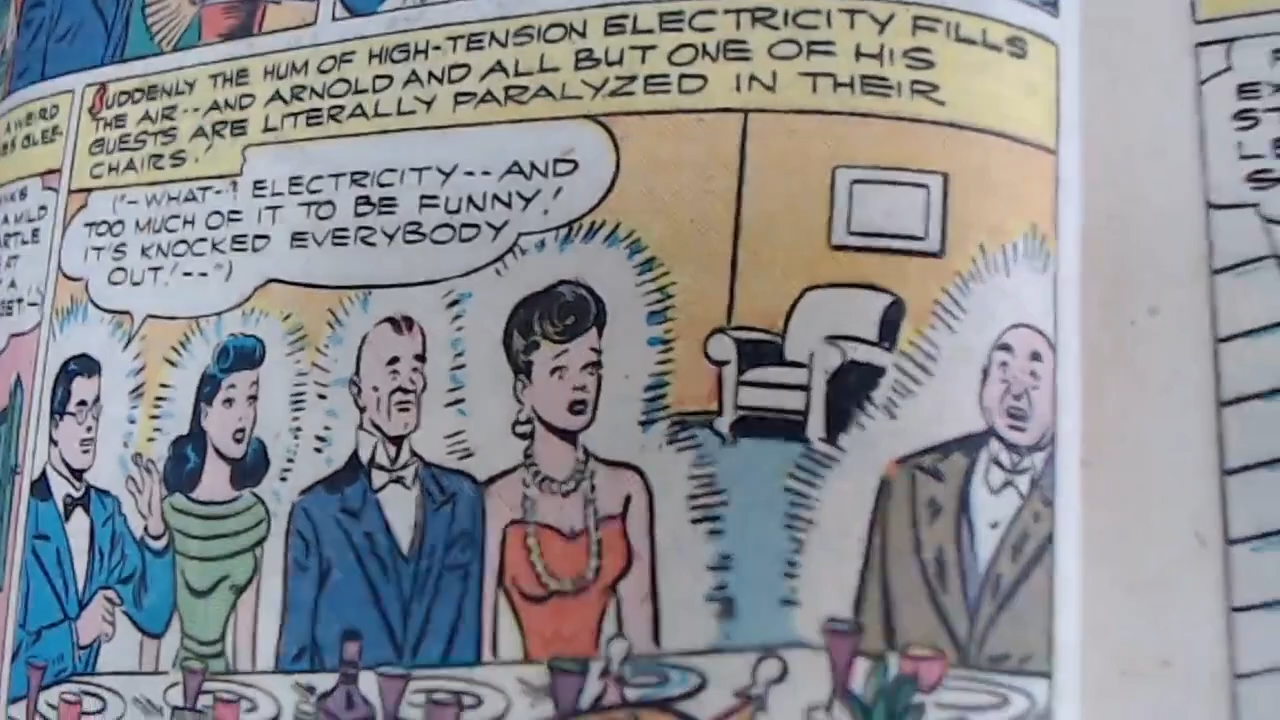 SUDDENLY THE HUM OF HIGH-TENSION ELECTRICITY FILLS
THE AIR--AND ARNOLD AND ALL BUT ONE OF HIS
GUESTS ARE LITERALLY PARALYZED IN THEIR
CHAIRS.'
("-WHAT--? ELECTRICITY--AND
TOO MUCH OF IT TO BE FUNNY.!
IT'S KNOCKED EVERYBODY
OUT.'--")
A WEIRD